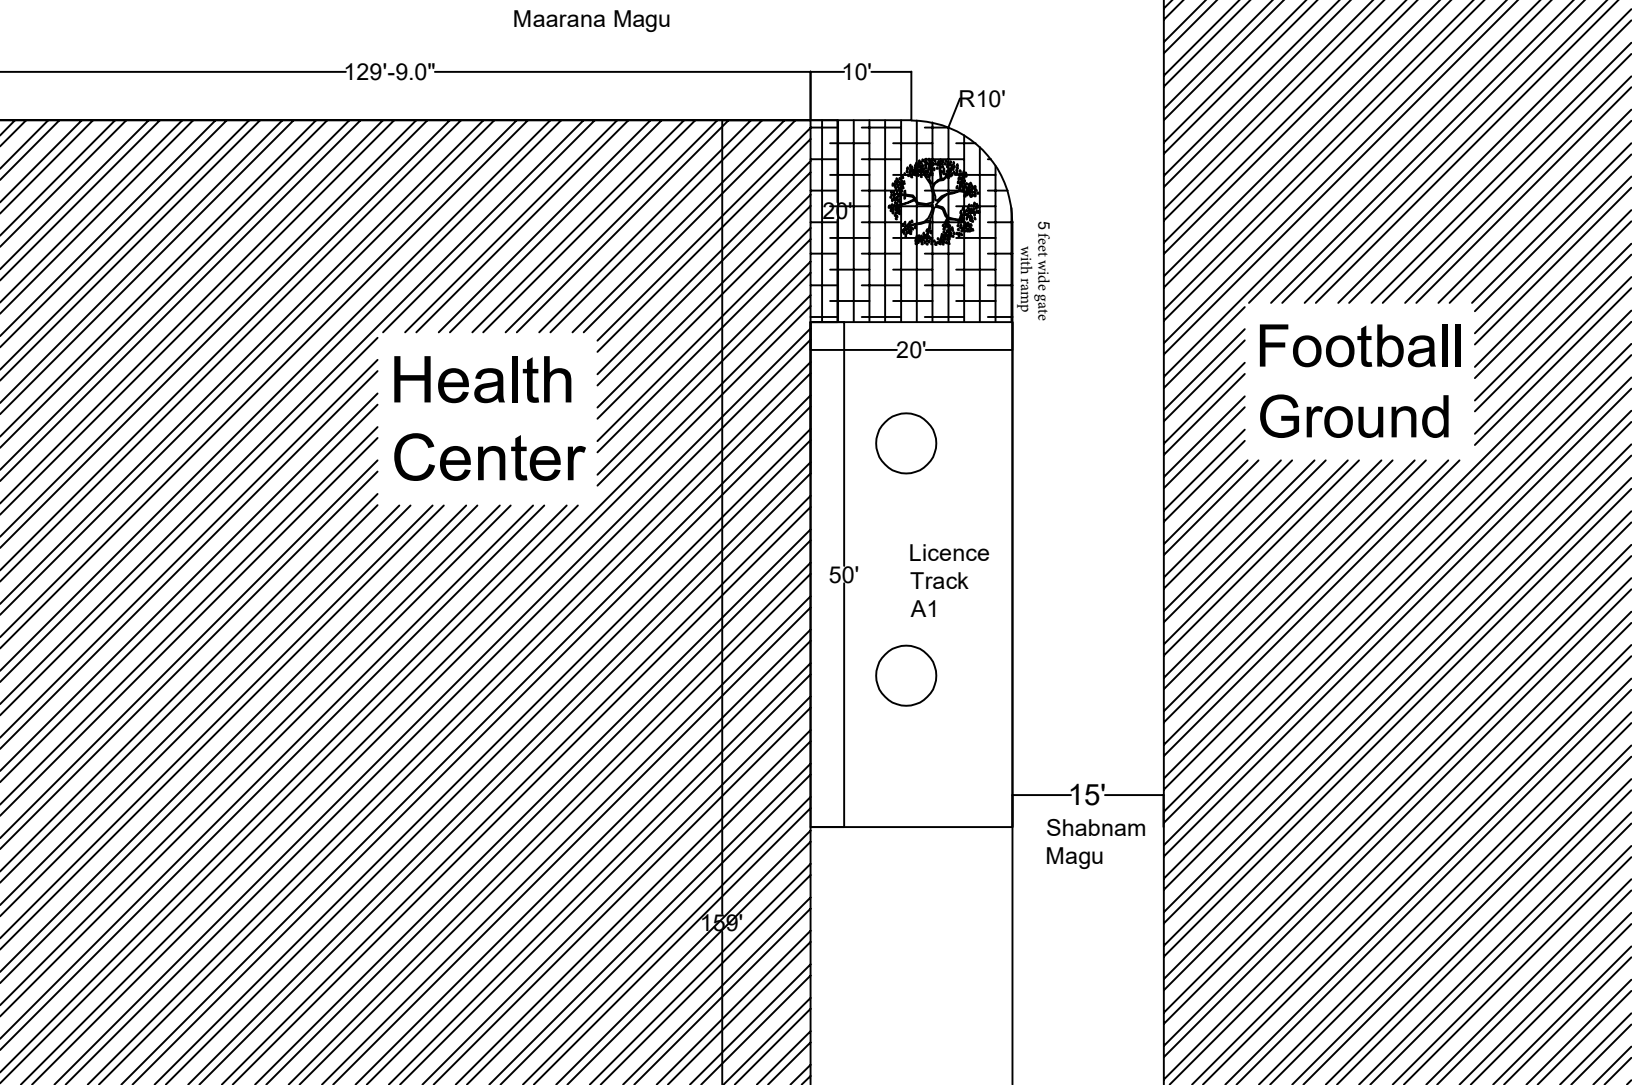 Maarana Magu
129'-9.0"
10'
R10'
20'
5 feet wide gate
with ramp
20'
Health
Center
Football
Ground
50'
Licence
Track
A1
15'
Shabnam
Magu
159'